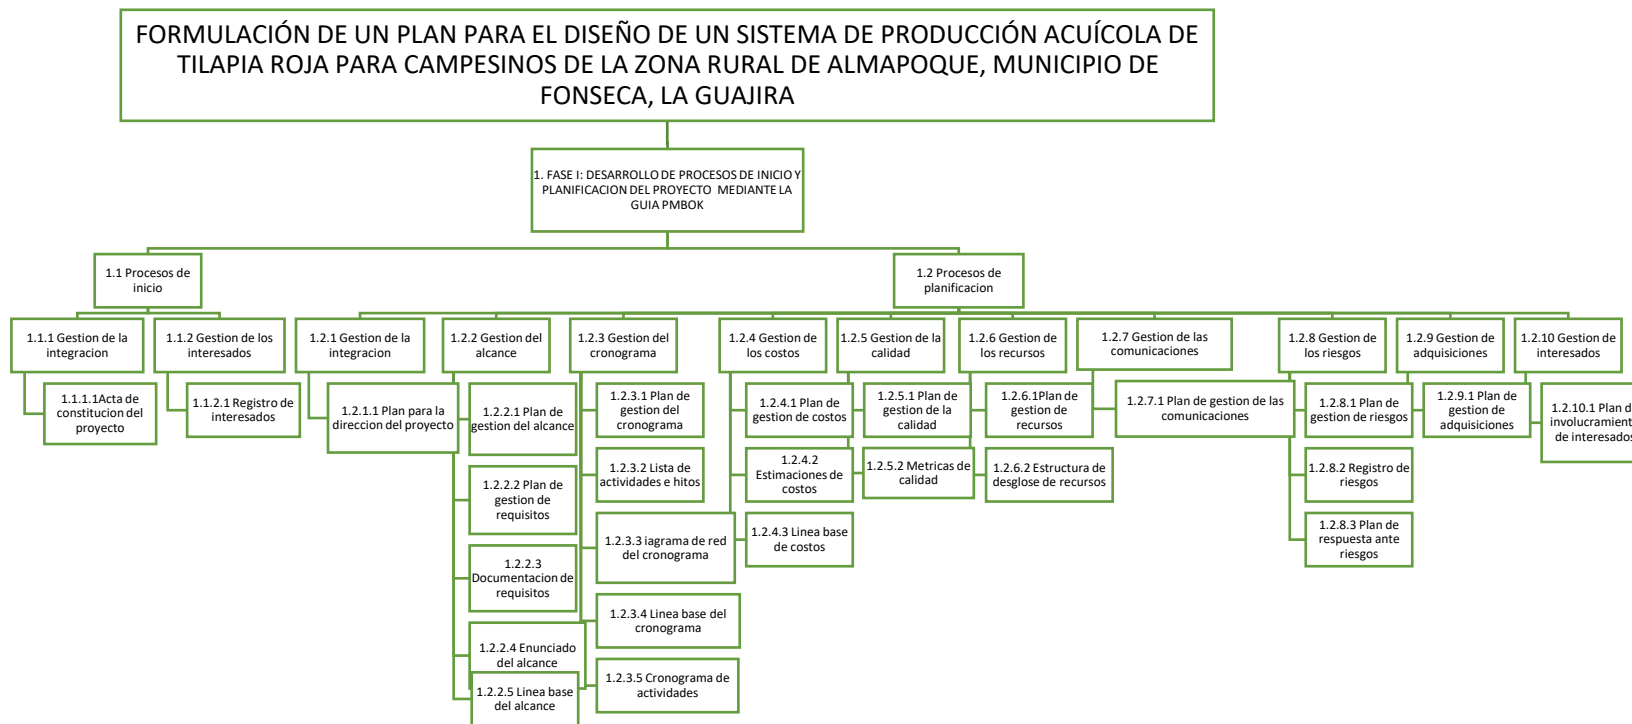 FORMULACIÓN DE UN PLAN PARA EL DISEÑO DE UN SISTEMA DE PRODUCCIÓN ACUÍCOLA DE
TILAPIA ROJA PARA CAMPESINOS DE LA ZONA RURAL DE ALMAPOQUE, MUNICIPIO DE
FONSECA, LA GUAJIRA
1. FASE I: DESARROLLO DE PROCESOS DE INICIO Y
PLANIFICACION DEL PROYECTO MEDIANTE LA
GUIA PMBOK
1.1 Procesos de
inicio
1.1.1 Gestion de la
integracion
1.1.1.1Acta de
constitucion del
proyecto
1.1.2 Gestion de los
interesados
1.1.2.1 Registro de
interesados
1.2 Procesos de
planificacion
1.2.1 Gestion de la
integracion
1.2.1.1 Plan para la
direccion del proyecto
1.2.2 Gestion del
alcance
1.2.2.1 Plan de
gestion del alcance
1.2.2.2 Plan de
gestion de
requisitos
1.2.2.3
Documentacion de
requisitos
1.2.2.4 Enunciado
del alcance
1.2.2.5 Linea base
del alcance
1.2.3 Gestion del
cronograma
1.2.3.1 Plan de
gestion del
cronograma
1.2.3.2 Lista de
actividades e hitos
1.2.3.3 iagrama de red
del cronograma
1.2.3.4 Linea base del
cronograma
1.2.3.5 Cronograma de
actividades
1.2.4 Gestion de
los costos
1.2.4.1 Plan de
gestion de costos
1.2.4.2
Estimaciones de
costos
1.2.4.3 Linea base
de costos
1.2.5 Gestion de la
calidad
1.2.5.1 Plan de
gestion de la
calidad
1.2.5.2 Metricas de
calidad
1.2.6 Gestion de
los recursos
1.2.6.1Plan de
gestion de
recursos
1.2.6.2 Estructura de
desglose de recursos
1.2.7 Gestion de las
comunicaciones
1.2.7.1 Plan de gestion de las
comunicaciones
1.2.8 Gestion de
los riesgos
1.2.8.1 Plan de
gestion de riesgos
1.2.8.2 Registro de
riesgos
1.2.8.3 Plan de
respuesta ante
riesgos
1.2.9 Gestion de
adquisiciones
1.2.9.1 Plan de
gestion de
adquisiciones
1.2.10 Gestion de
interesados
1.2.10.1 Plan d
involucramient
de interesados